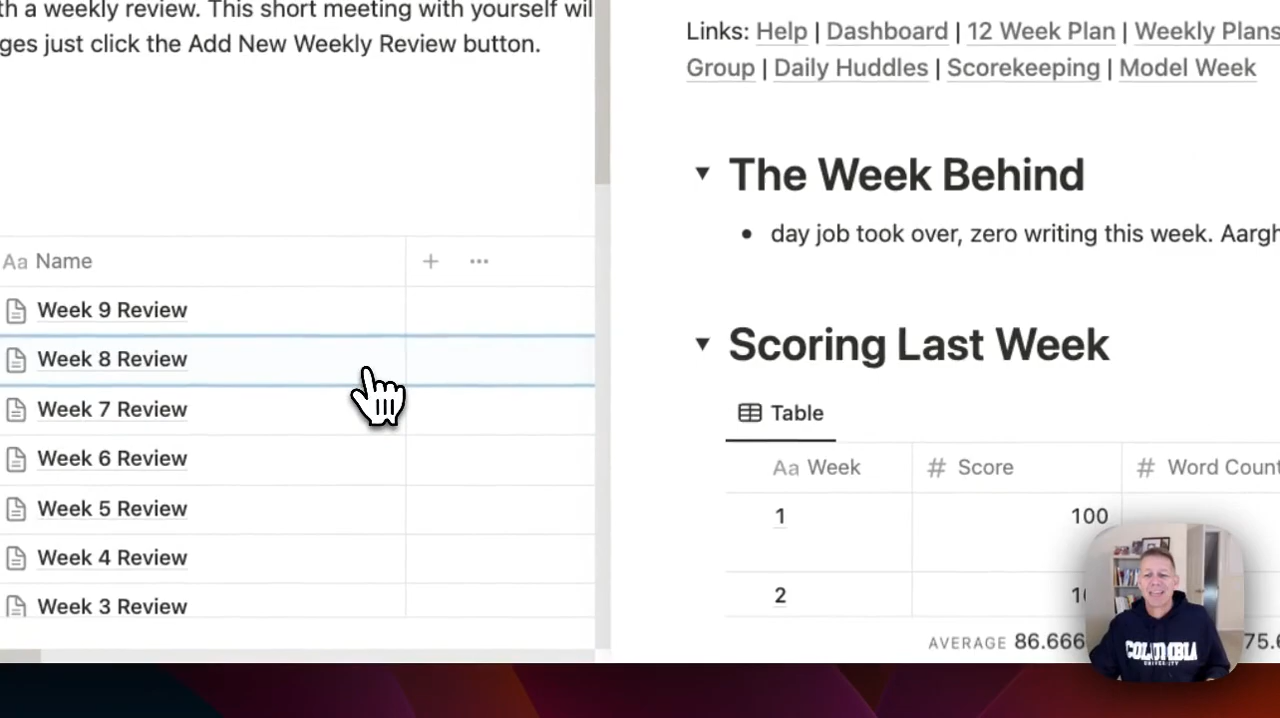 th a weekly review. This short meeting with yourself wil
ges just click the Add New Weekly Review button.
Aa Name
Week 9 Review
Week 8 Review
Week 7 Review
Week 6 Review
Week 5 Review
Week 4 Review
Week 3 Review
Links: Help | Dashboard | 12 Week Plan | Weekly Plans
Group | Daily Huddles | Scorekeeping | Model Week
The Week Behind
• day job took over, zero writing this week. Aargh
Scoring Last Week
Table
Aa Week # Score # Word Count
1 100
2
AVERAGE 86.666
COLUMBIA
UNIVERSITY